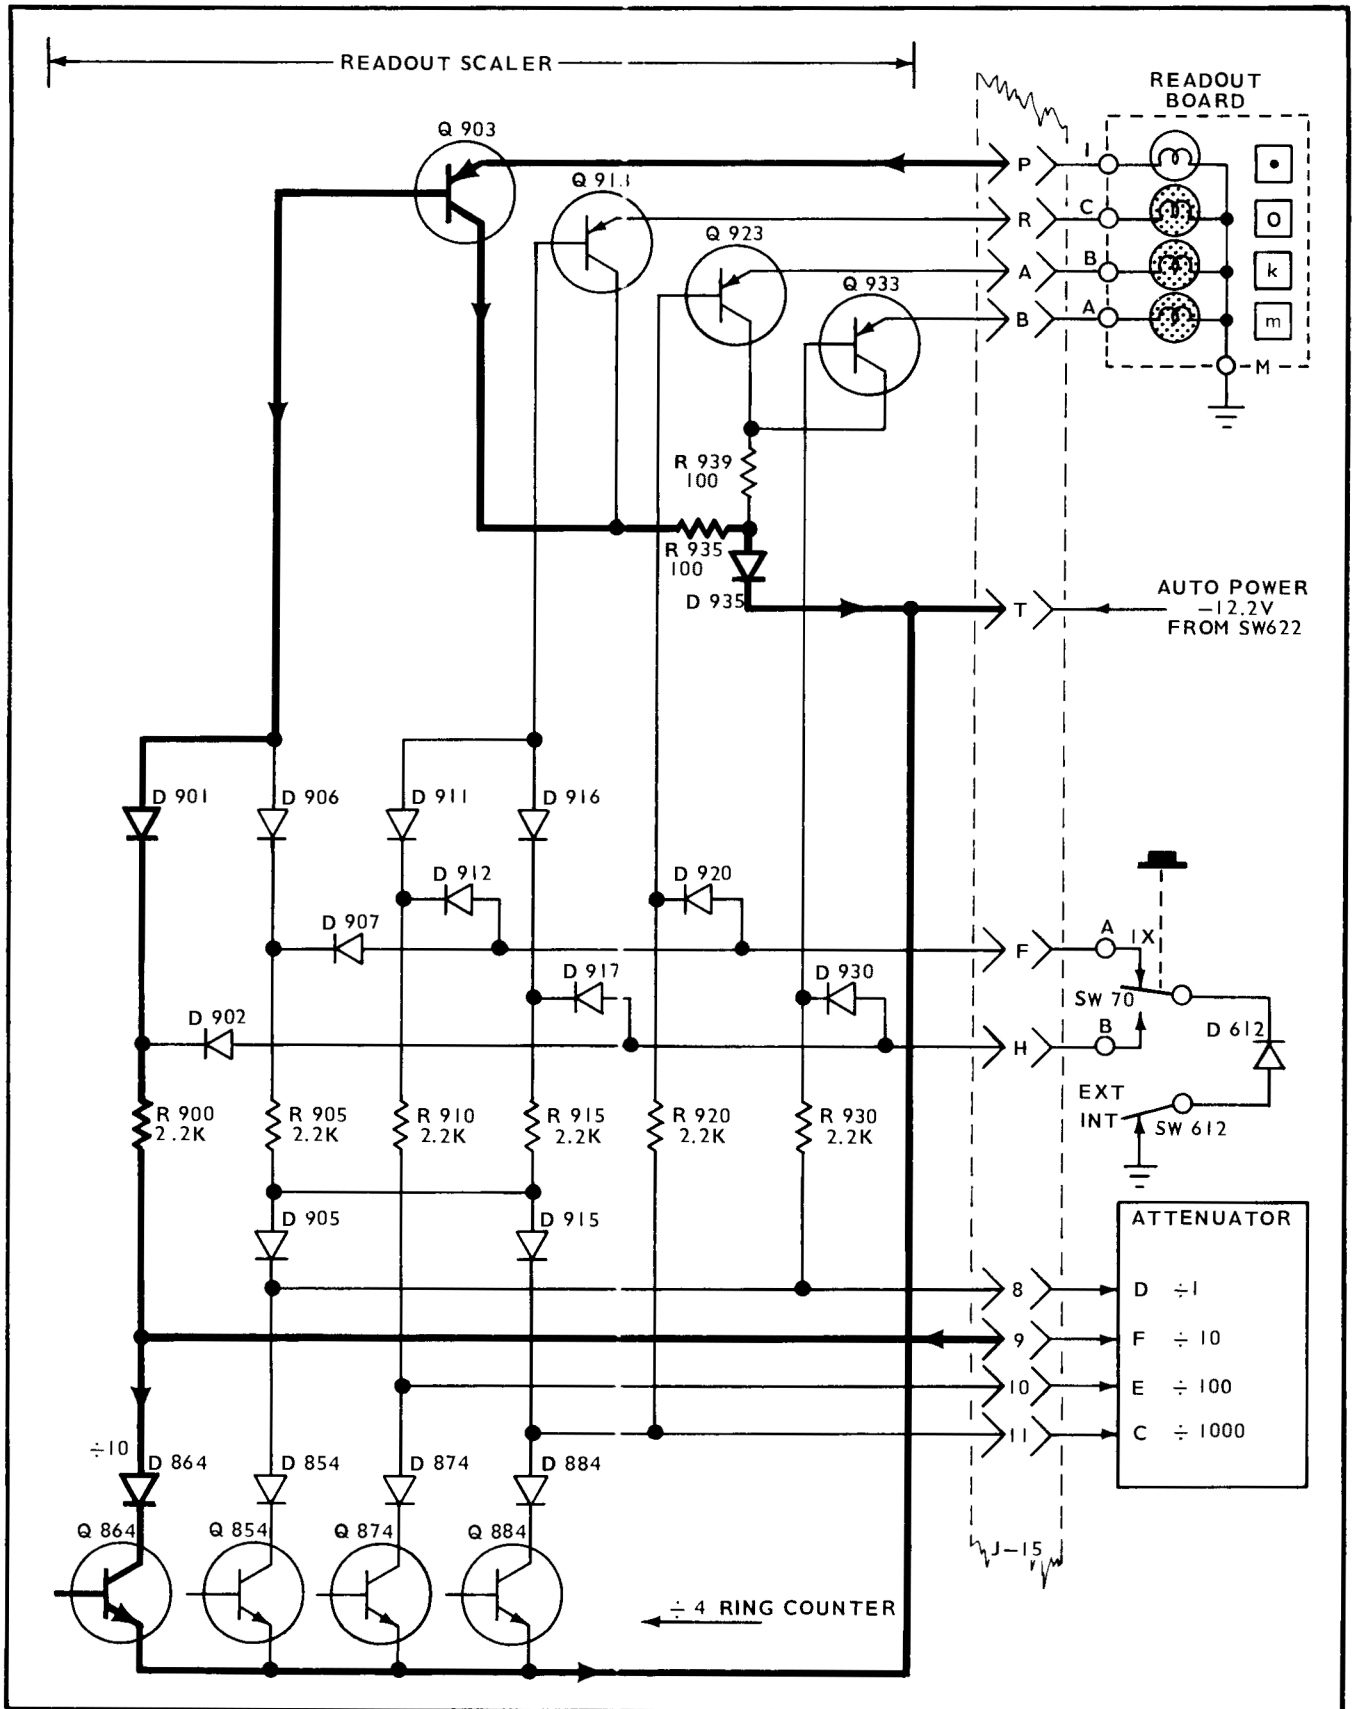 READOUT SCALER
READOUT
BOARD
Q 903
Q 913
Q 923
Q 933
P
R
A
B
I
C
B
A
•
O
k
m
M
R 939
100
R 935
100
D 935
T
AUTO POWER
-12.2V
FROM SW622
D 901
D 906
D 911
D 916
D 912
D 920
D 907
F
A
1X
D 917
D 930
SW 70
D 902
H
B
D 612
R 900
2.2K
R 905
2.2K
R 910
2.2K
R 915
2.2K
R 920
2.2K
R 930
2.2K
EXT
INT
SW 612
D 905
D 915
ATTENUATOR
8
D ÷1
9
F ÷ 10
10
E ÷ 100
11
C ÷ 1000
÷10
D 864
D 854
D 874
D 884
Q 864
Q 854
Q 874
Q 884
J-15
÷ 4 RING COUNTER